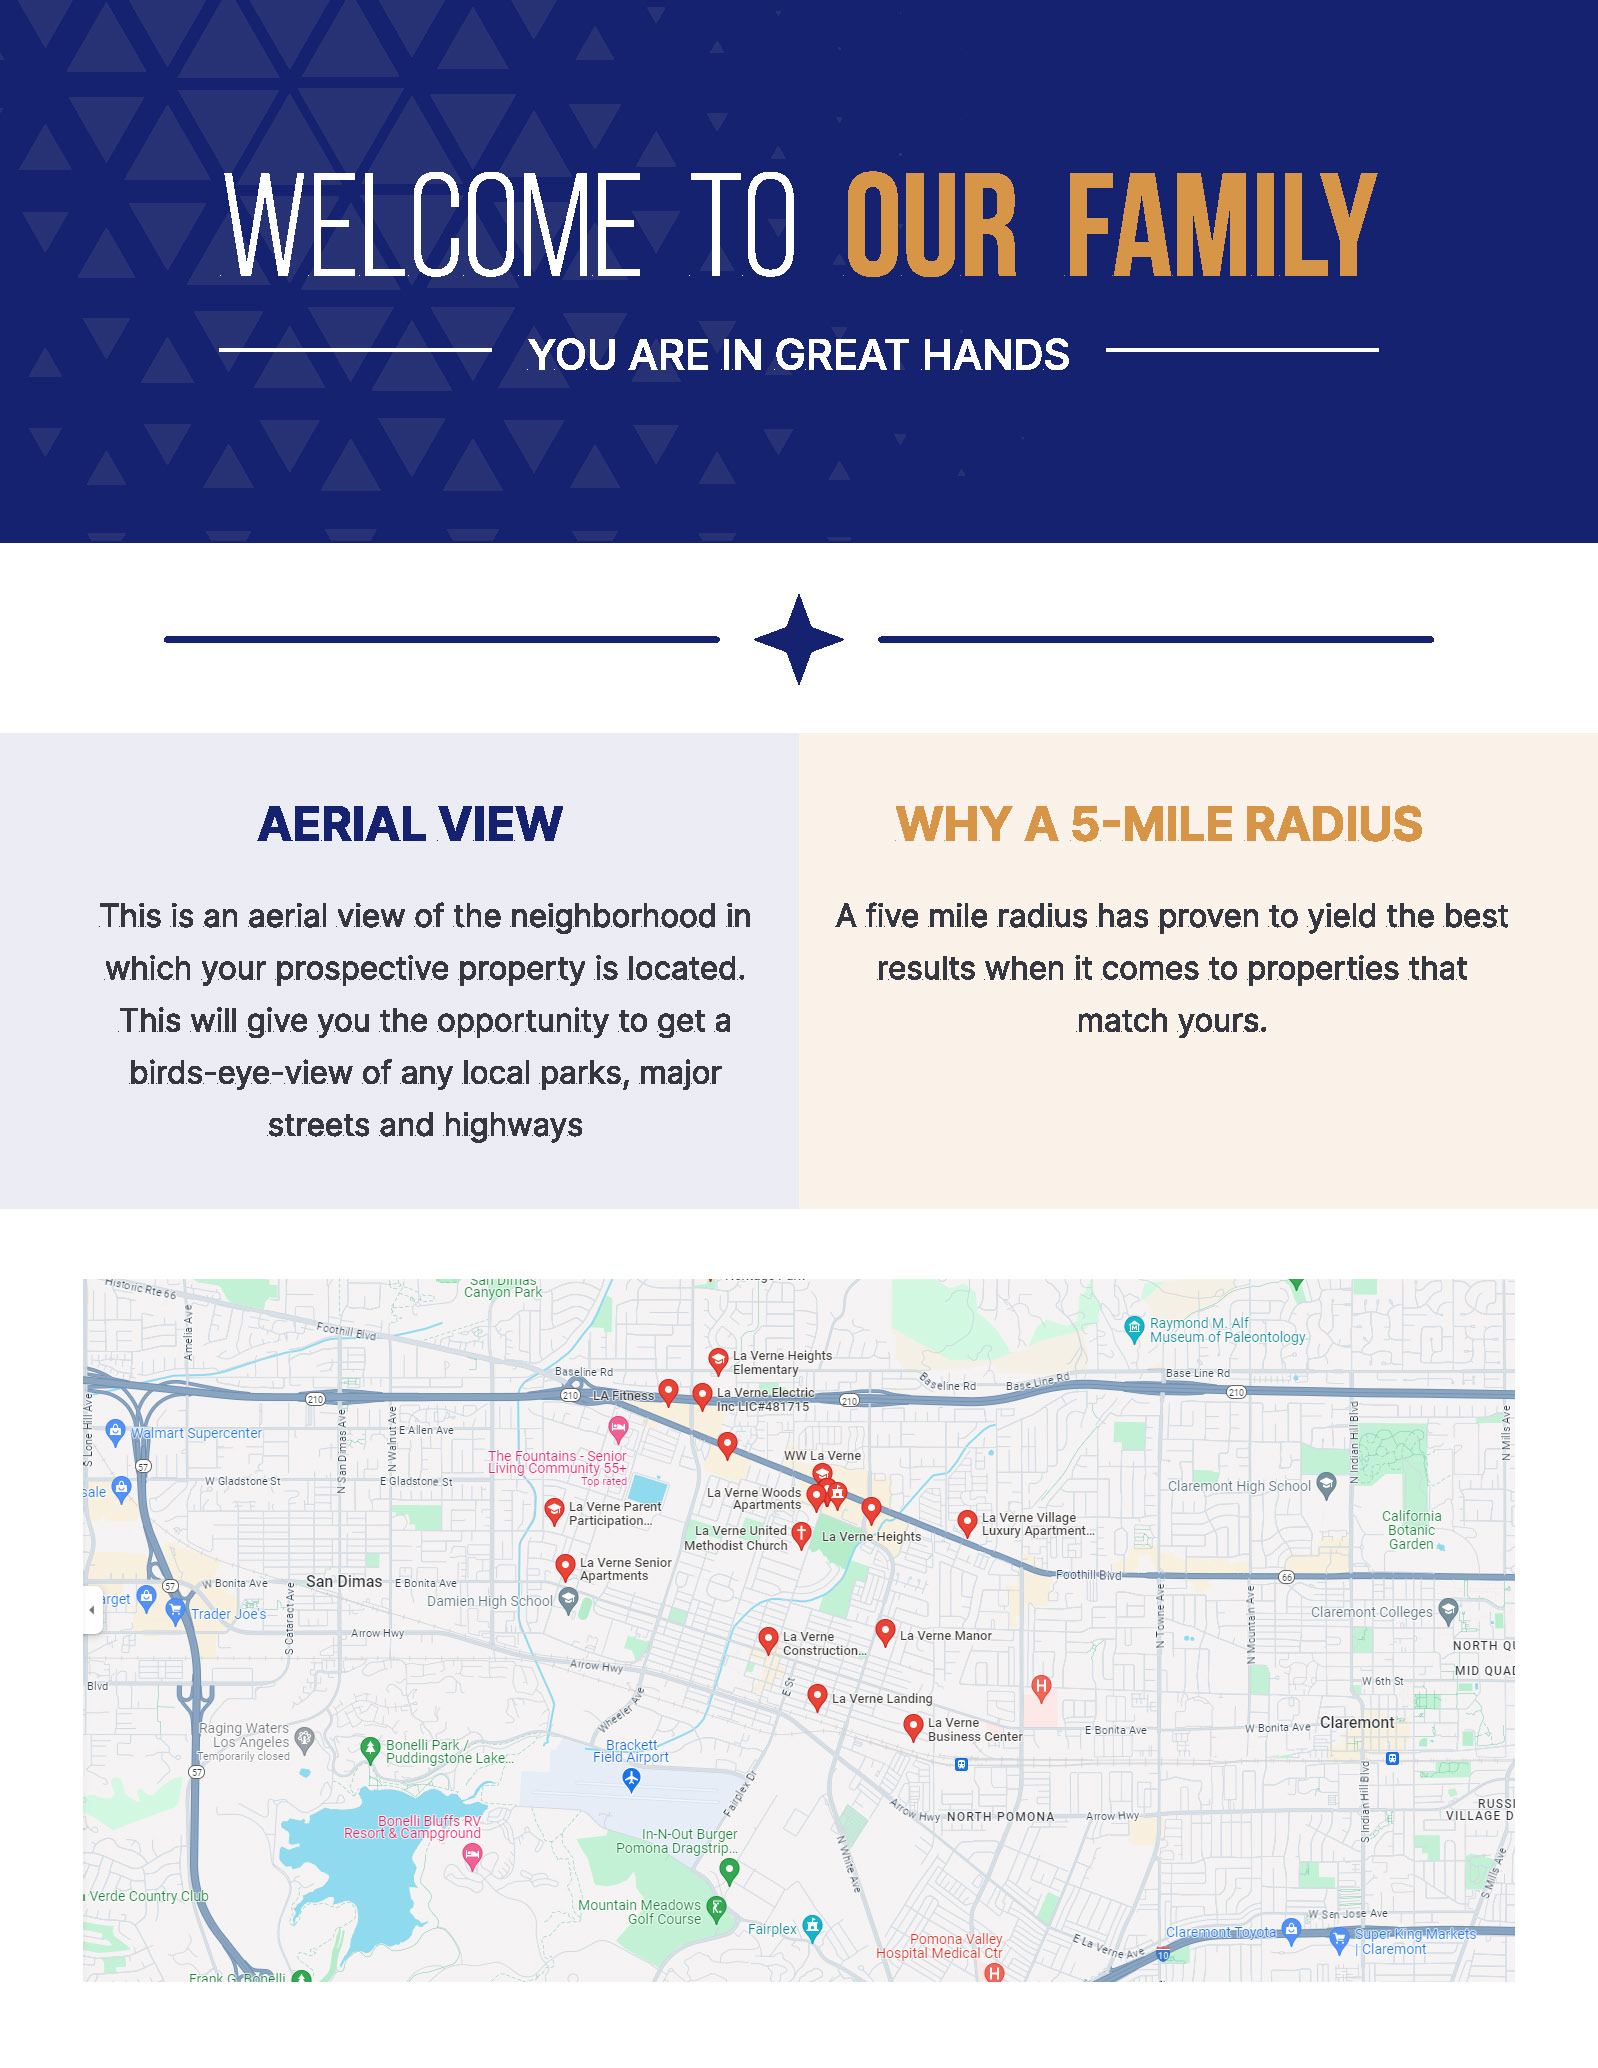 WELCOME TO OUR FAMILY
YOU ARE IN GREAT HANDS
AERIAL VIEW
This is an aerial view of the neighborhood in
which your prospective property is located.
This will give you the opportunity to get a
birds-eye-view of any local parks, major
streets and highways
WHY A 5-MILE RADIUS
A five mile radius has proven to yield the best
results when it comes to properties that
match yours.
Historic Rte 66
San Dimas
Canyon Park
Amelia Ave
Foothill Blvd
Raymond M. Alf
Museum of Paleontology
La Verne Heights
Elementary
Baseline Rd
Baseline Rd
Base Line Rd
Base Line Rd
210
210
LA Fitness
La Verne Electric
Inc LIC#481715
210
210
S Lone Hill Ave
Walmart Supercenter
N San Dimas Ave
N Walnut Ave
E Allen Ave
The Fountains - Senior
Living Community 55+
Top rated
WW La Verne
N Indian Hill Blvd
N Mills Ave
57
W Gladstone St
E Gladstone St
sale
La Verne Woods
Apartments
Claremont High School
La Verne Parent
Participation...
La Verne United
Methodist Church
La Verne Heights
La Verne Village
Luxury Apartment...
California
Botanic
Garden
La Verne Senior
Apartments
57
W Bonita Ave
San Dimas
E Bonita Ave
Foothill Blvd
66
arget
Trader Joe's
S Cataract Ave
Damien High School
N Towne Ave
N Mountain Ave
Claremont Colleges
Arrow Hwy
La Verne
Construction...
La Verne Manor
NORTH QU
MID QUAD
Arrow Hwy
Blvd
E St
W 6th St
H
La Verne Landing
Wheeler Ave
Raging Waters
Los Angeles
Temporarily closed
La Verne
Business Center
E Bonita Ave
W Bonita Ave
Claremont
Bonelli Park /
Puddingstone Lake...
Brackett
Field Airport
57
Fairplex Dr
S Indian Hill Blvd
Arrow Hwy
NORTH POMONA
Arrow Hwy
RUSSE
VILLAGE D
Bonelli Bluffs RV
Resort & Campground
In-N-Out Burger
Pomona Dragstrip...
N White Ave
S Mills Ave
Verde Country Club
Mountain Meadows
Golf Course
Fairplex
W San Jose Ave
Pomona Valley
Hospital Medical Ctr
E La Verne Ave
10
Claremont Toyota
Super King Markets
| Claremont
Frank G. Bonelli
H